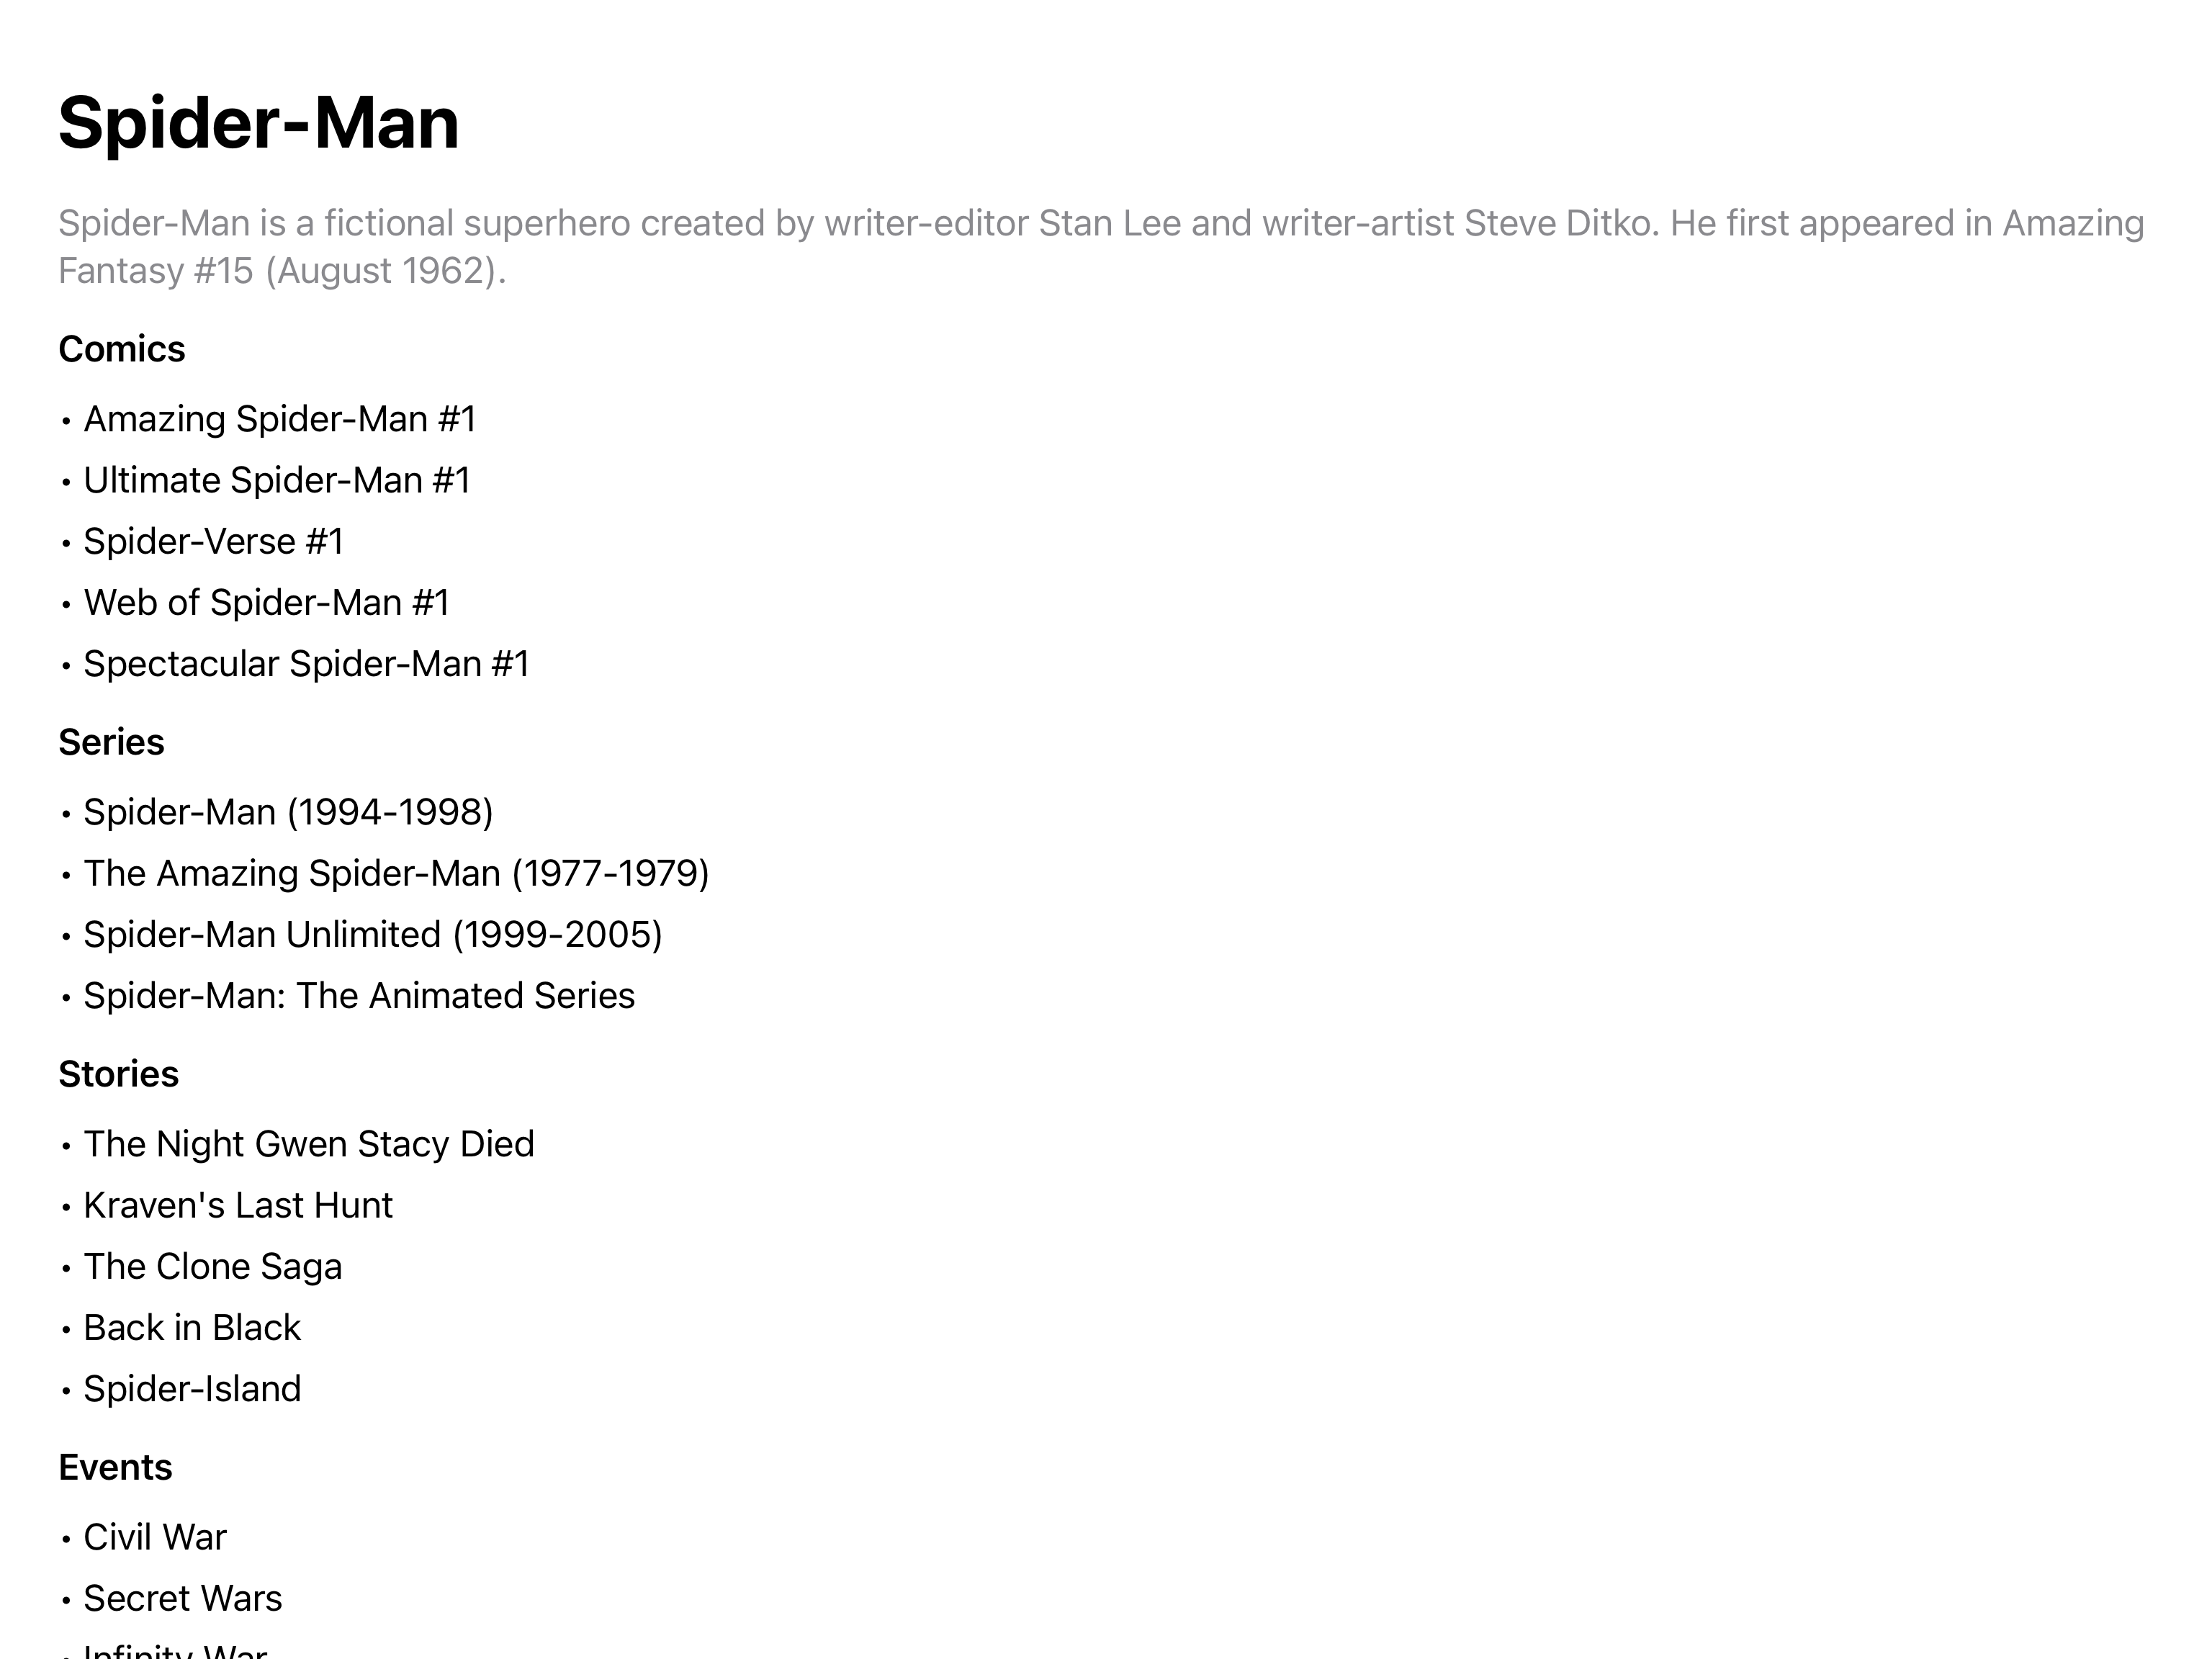 Spider-Man
Spider-Man is a fictional superhero created by writer-editor Stan Lee and writer-artist Steve Ditko. He first appeared in Amazing
Fantasy #15 (August 1962).
Comics
• Amazing Spider-Man #1
• Ultimate Spider-Man #1
• Spider-Verse #1
• Web of Spider-Man #1
• Spectacular Spider-Man #1
Series
• Spider-Man (1994-1998)
• The Amazing Spider-Man (1977-1979)
• Spider-Man Unlimited (1999-2005)
• Spider-Man: The Animated Series
Stories
• The Night Gwen Stacy Died
• Kraven's Last Hunt
• The Clone Saga
• Back in Black
• Spider-Island
Events
• Civil War
• Secret Wars
• Infinity War